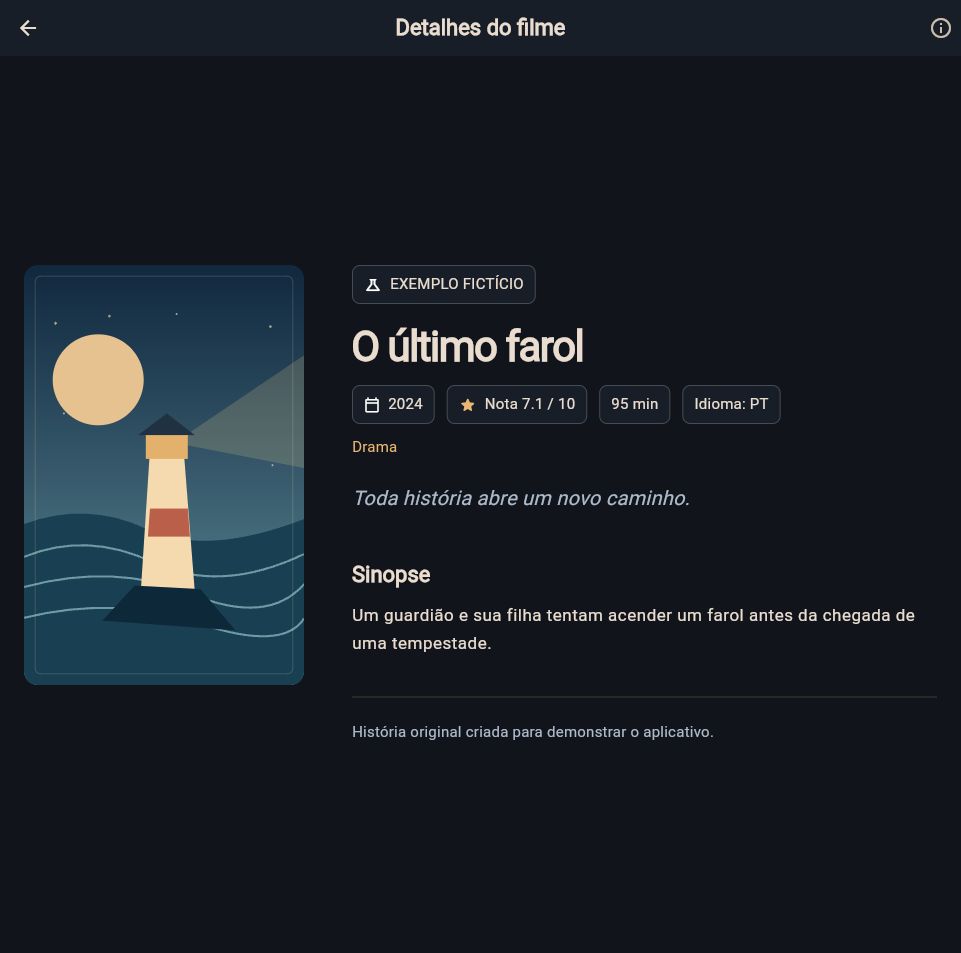 Detalhes do filme
EXEMPLO FICTÍCIO
O último farol
2024
Nota 7.1 / 10
95 min
Idioma: PT
Drama
Toda história abre um novo caminho.
Sinopse
Um guardião e sua filha tentam acender um farol antes da chegada de
uma tempestade.
História original criada para demonstrar o aplicativo.